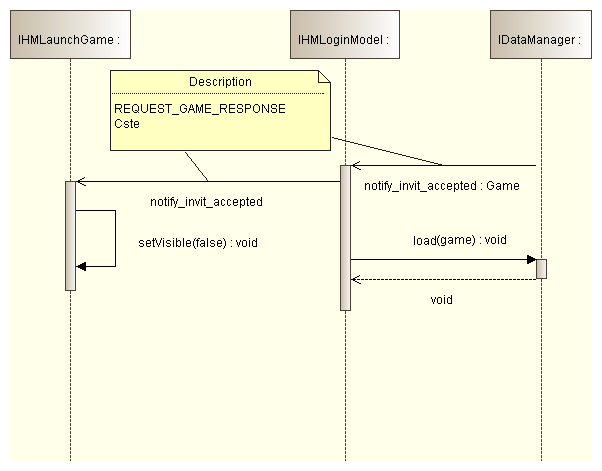 IHMLaunchGame :
IHMLoginModel :
IDataManager :
Description
REQUEST_GAME_RESPONSE
Cste
notify_invit_accepted : Game
notify_invit_accepted
setVisible(false) : void
load(game) : void
void